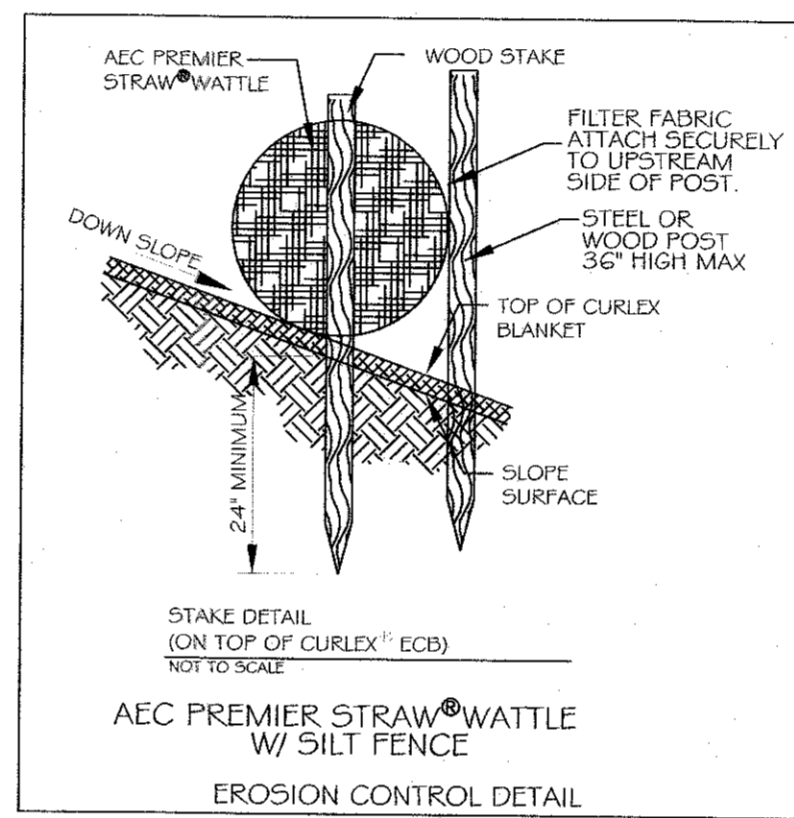 AEC PREMIER
STRAW® WATTLE
WOOD STAKE
FILTER FABRIC
ATTACH SECURELY
TO UPSTREAM
SIDE OF POST.
DOWN SLOPE
STEEL OR
WOOD POST
36" HIGH MAX
TOP OF CURLEX
BLANKET
24" MINIMUM
SLOPE
SURFACE
STAKE DETAIL
(ON TOP OF CURLEX® ECB)
NOT TO SCALE
AEC PREMIER STRAW® WATTLE
W/ SILT FENCE
EROSION CONTROL DETAIL